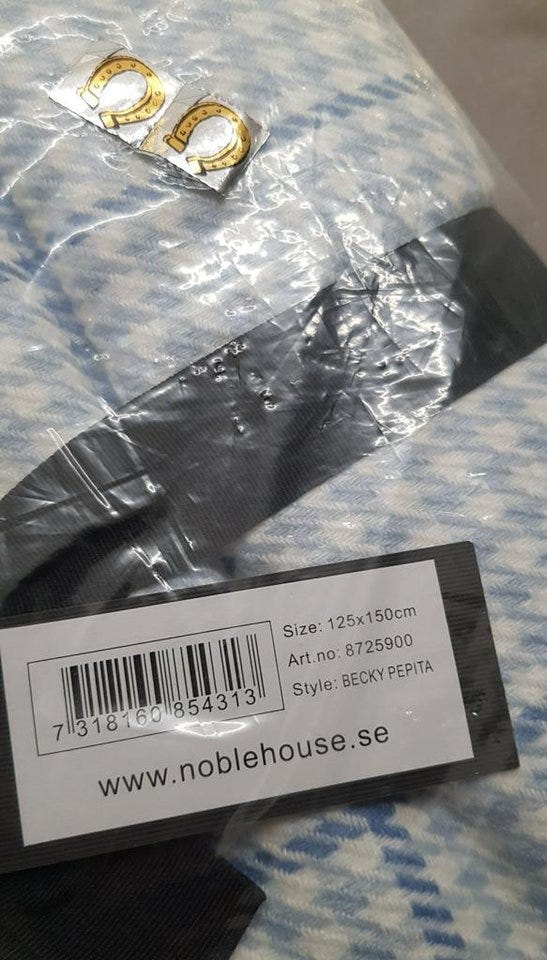 Size: 125x150cm
Art.no: 8725900
Style: BECKY PEPITA
7 318160 854313
www.noblehouse.se